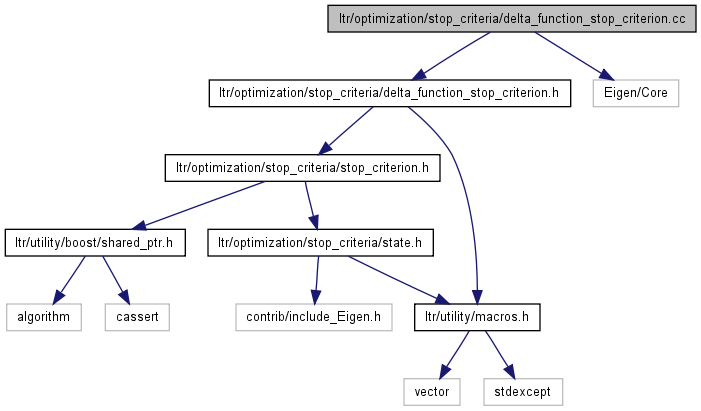 ltr/optimization/stop_criteria/delta_function_stop_criterion.cc
ltr/optimization/stop_criteria/delta_function_stop_criterion.h
Eigen/Core
ltr/optimization/stop_criteria/stop_criterion.h
ltr/utility/boost/shared_ptr.h
ltr/optimization/stop_criteria/state.h
algorithm
cassert
contrib/include_Eigen.h
ltr/utility/macros.h
vector
stdexcept